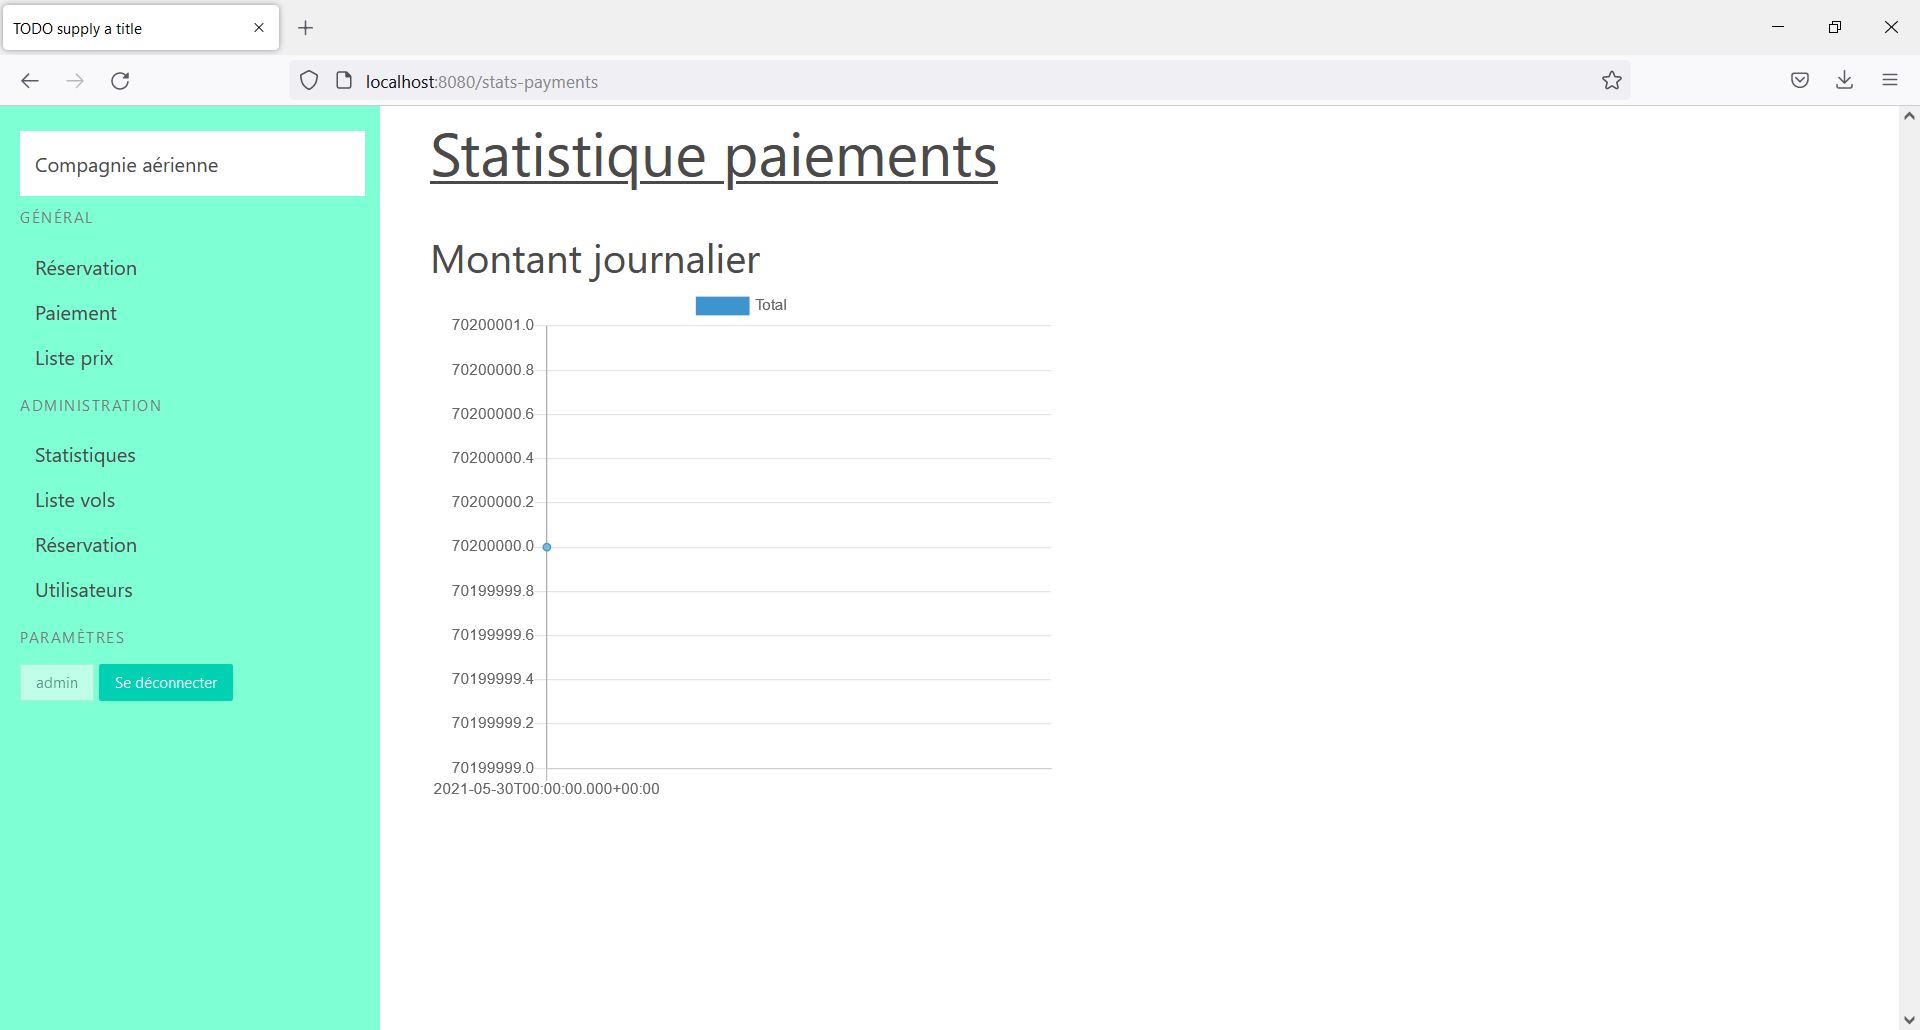 TODO supply a title
localhost:8080/stats-payments
Compagnie aérienne
GÉNÉRAL
Réservation
Paiement
Liste prix
ADMINISTRATION
Statistiques
Liste vols
Réservation
Utilisateurs
PARAMÈTRES
admin Se déconnecter
Statistique paiements
Montant journalier
Total
70200001.0
70200000.8
70200000.6
70200000.4
70200000.2
70200000.0
70199999.8
70199999.6
70199999.4
70199999.2
70199999.0
2021-05-30T00:00:00.000+00:00